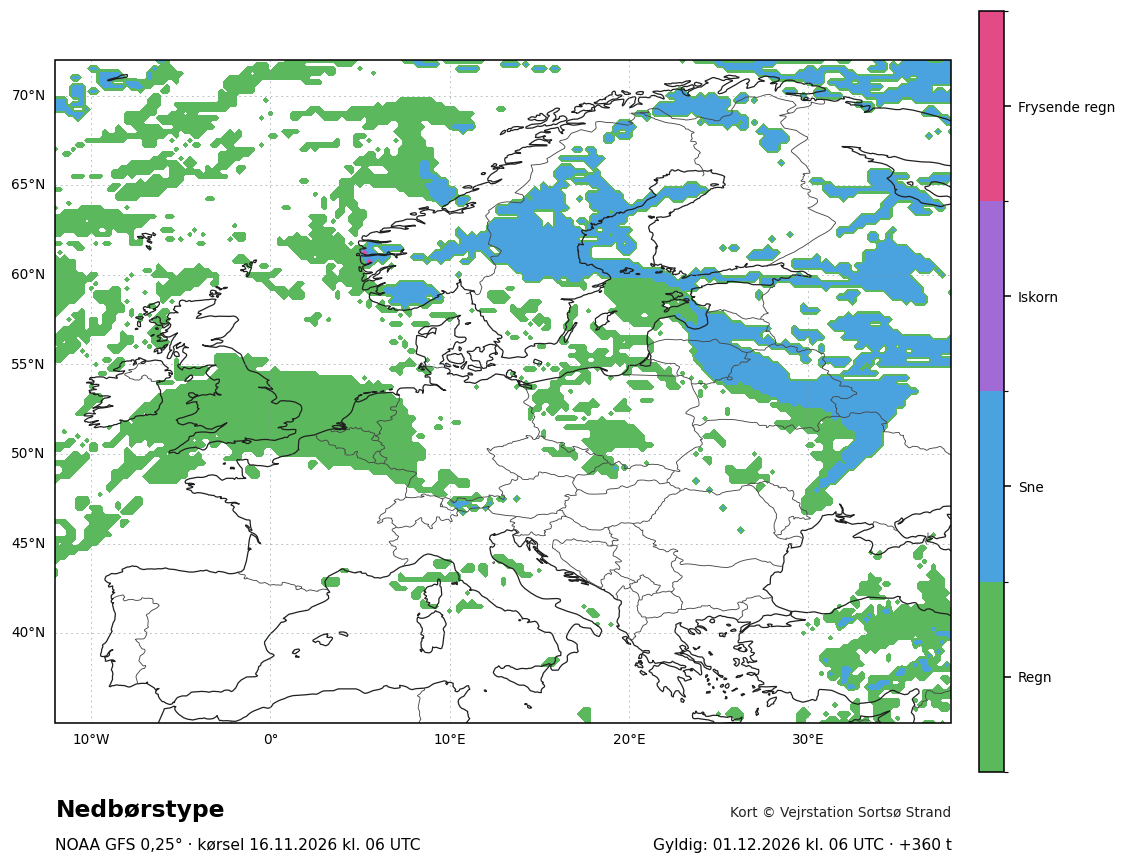 70°N
65°N
60°N
55°N
50°N
45°N
40°N
10°W
0°
10°E
20°E
30°E
Frysende regn
Iskorn
Sne
Regn
Nedbørstype
Kort © Vejrstation Sortsø Strand
NOAA GFS 0,25° · kørsel 16.11.2026 kl. 06 UTC
Gyldig: 01.12.2026 kl. 06 UTC · +360 t